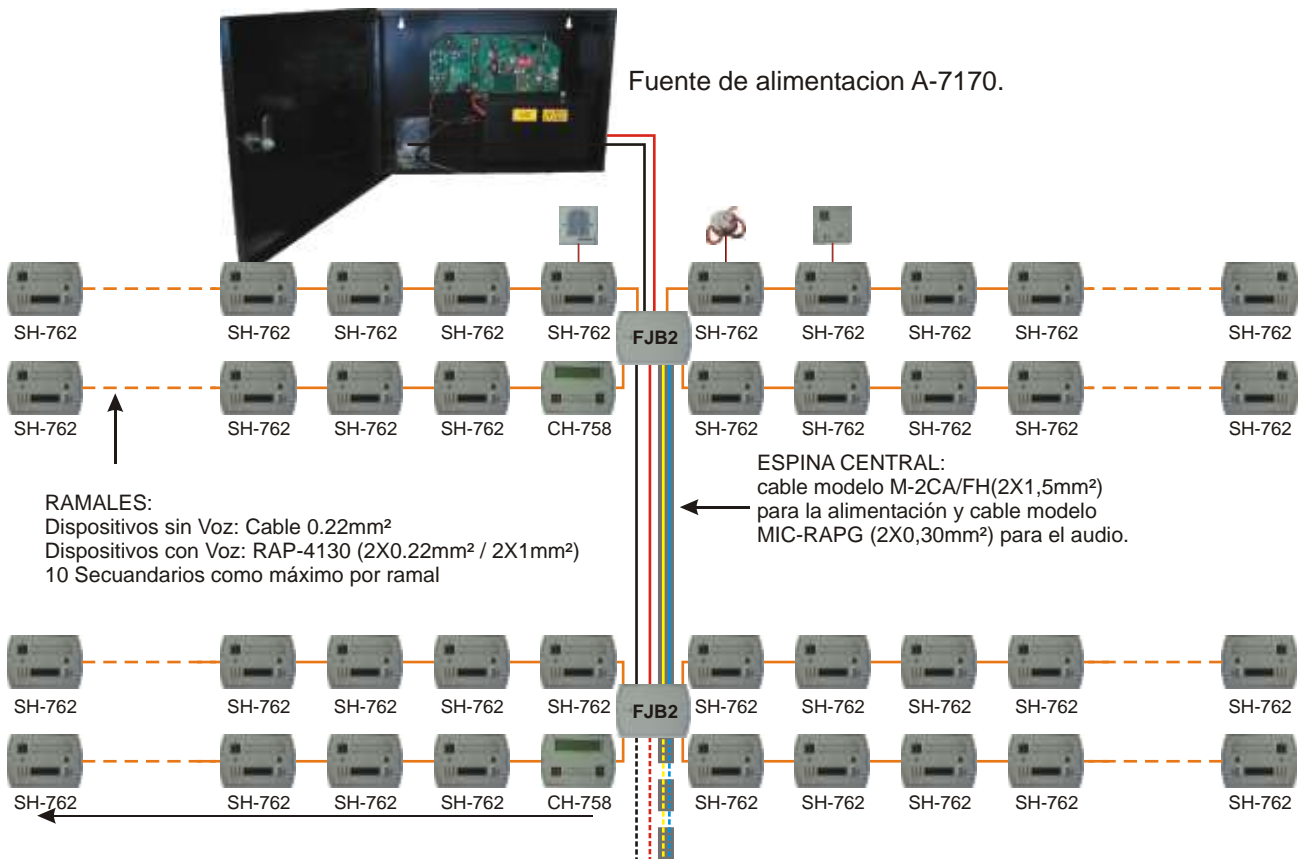 Fuente de alimentacion A-7170.
SH-762 SH-762 SH-762 SH-762 SH-762 FJB2 SH-762 SH-762 SH-762 SH-762 SH-762
SH-762 SH-762 SH-762 SH-762 CH-758 SH-762 SH-762 SH-762 SH-762 SH-762
RAMALES:
Dispositivos sin Voz: Cable 0.22mm²
Dispositivos con Voz: RAP-4130 (2X0.22mm² / 2X1mm²)
10 Secuandarios como máximo por ramal
ESPINA CENTRAL:
cable modelo M-2CA/FH(2X1,5mm²)
para la alimentación y cable modelo
MIC-RAPG (2X0,30mm²) para el audio.
SH-762 SH-762 SH-762 SH-762 SH-762 FJB2 SH-762 SH-762 SH-762 SH-762 SH-762
SH-762 SH-762 SH-762 SH-762 CH-758 SH-762 SH-762 SH-762 SH-762 SH-762